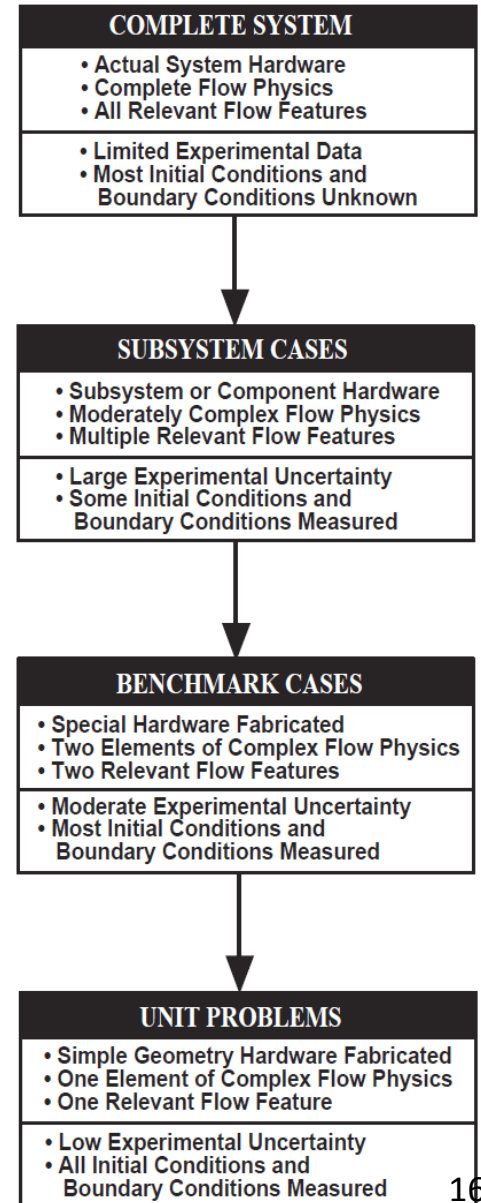 COMPLETE SYSTEM
• Actual System Hardware
• Complete Flow Physics
• All Relevant Flow Features
• Limited Experimental Data
• Most Initial Conditions and
Boundary Conditions Unknown
SUBSYSTEM CASES
• Subsystem or Component Hardware
• Moderately Complex Flow Physics
• Multiple Relevant Flow Features
• Large Experimental Uncertainty
• Some Initial Conditions and
Boundary Conditions Measured
BENCHMARK CASES
• Special Hardware Fabricated
• Two Elements of Complex Flow Physics
• Two Relevant Flow Features
• Moderate Experimental Uncertainty
• Most Initial Conditions and
Boundary Conditions Measured
UNIT PROBLEMS
• Simple Geometry Hardware Fabricated
• One Element of Complex Flow Physics
• One Relevant Flow Feature
• Low Experimental Uncertainty
• All Initial Conditions and
Boundary Conditions Measured
16